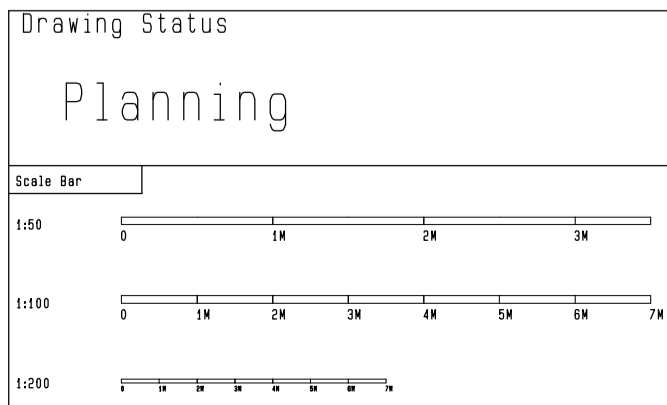 Drawing Status
Planning
Scale Bar
1:50
0 1M 2M 3M
1:100
0 1M 2M 3M 4M 5M 6M 7M
1:200
0 1M 2M 3M 4M 5M 6M 7M